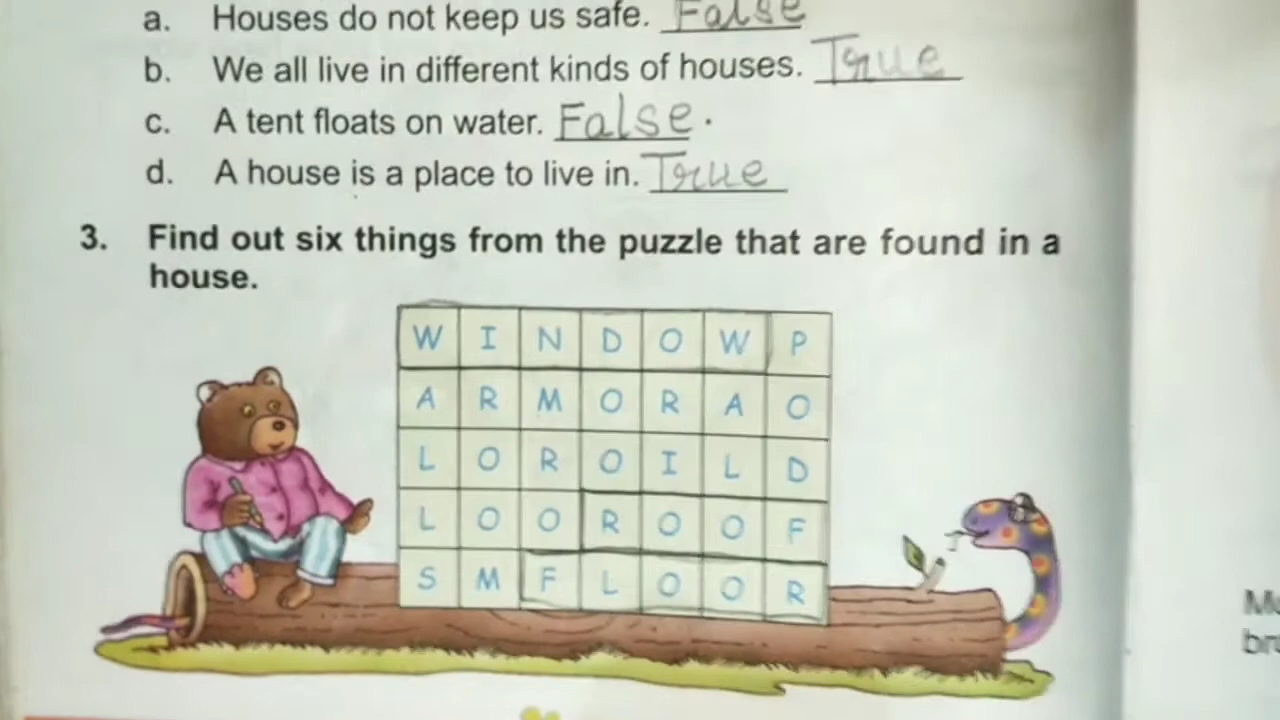 a. Houses do not keep us safe. False
b. We all live in different kinds of houses. True
c. A tent floats on water. False.
d. A house is a place to live in. True
3. Find out six things from the puzzle that are found in a
house.
W I N D O W P
A R M O R A O
L O R O I L D
L O O R O O F
S M F L O O R